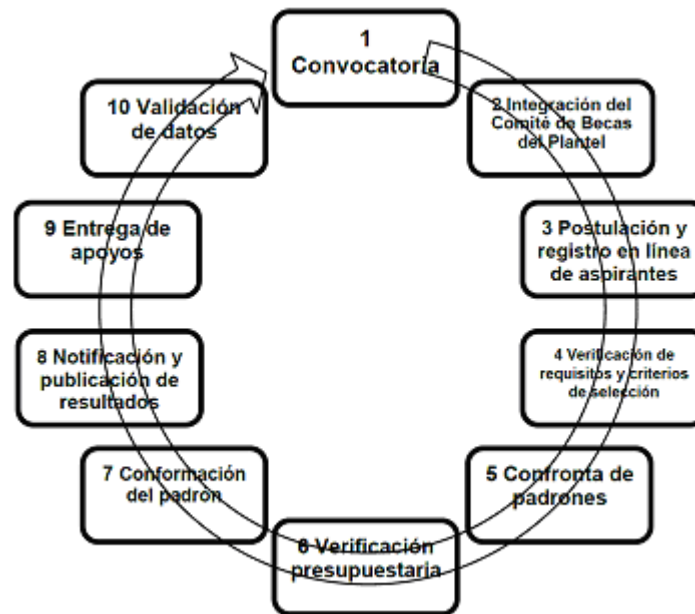 1
Convocatoria
2 Integración del
Comité de Becas
del Plantel
3 Postulación y
registro en línea
de aspirantes
4 Verificación de
requisitos y criterios
de selección
5 Confronta de
padrones
6 Verificación
presupuestaria
7 Conformación
del padrón
8 Notificación y
publicación de
resultados
9 Entrega de
apoyos
10 Validación
de datos